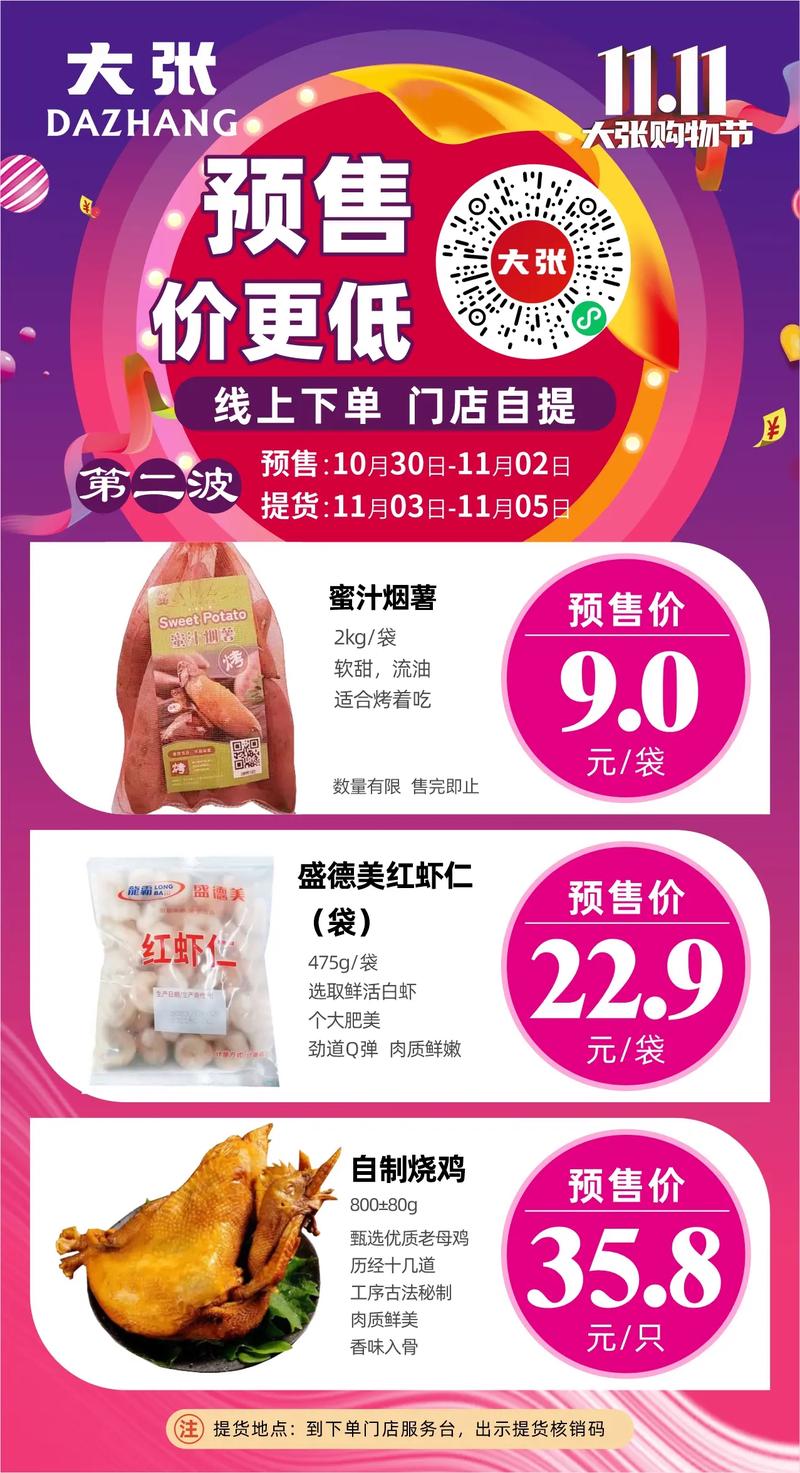 大张
DAZHANG
11.11
大张购物节
预售
价更低
大张
线上下单 门店自提
第二波
预售:10月30日-11月02日
提货:11月03日-11月05日
Sweet Potato
蜜汁烟薯
烤
烤
蜜汁烟薯
2kg/袋
软甜，流油
适合烤着吃
数量有限 售完即止
预售价
9.0
元/袋
龍霸 LONG BA
盛德美
红虾仁
盛德美红虾仁
（袋）
475g/袋
选取鲜活白虾
个大肥美
劲道Q弹 肉质鲜嫩
预售价
22.9
元/袋
自制烧鸡
800±80g
甄选优质老母鸡
历经十几道
工序古法秘制
肉质鲜美
香味入骨
预售价
35.8
元/只
注 提货地点：到下单门店服务台，出示提货核销码